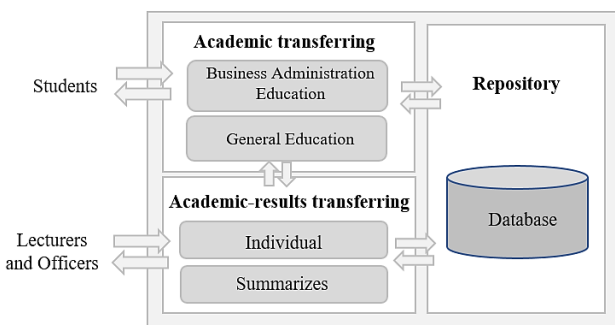 Academic transferring
Students
Business Administration
Education
General Education
Repository
Database
Academic-results transferring
Lecturers
and Officers
Individual
Summarizes